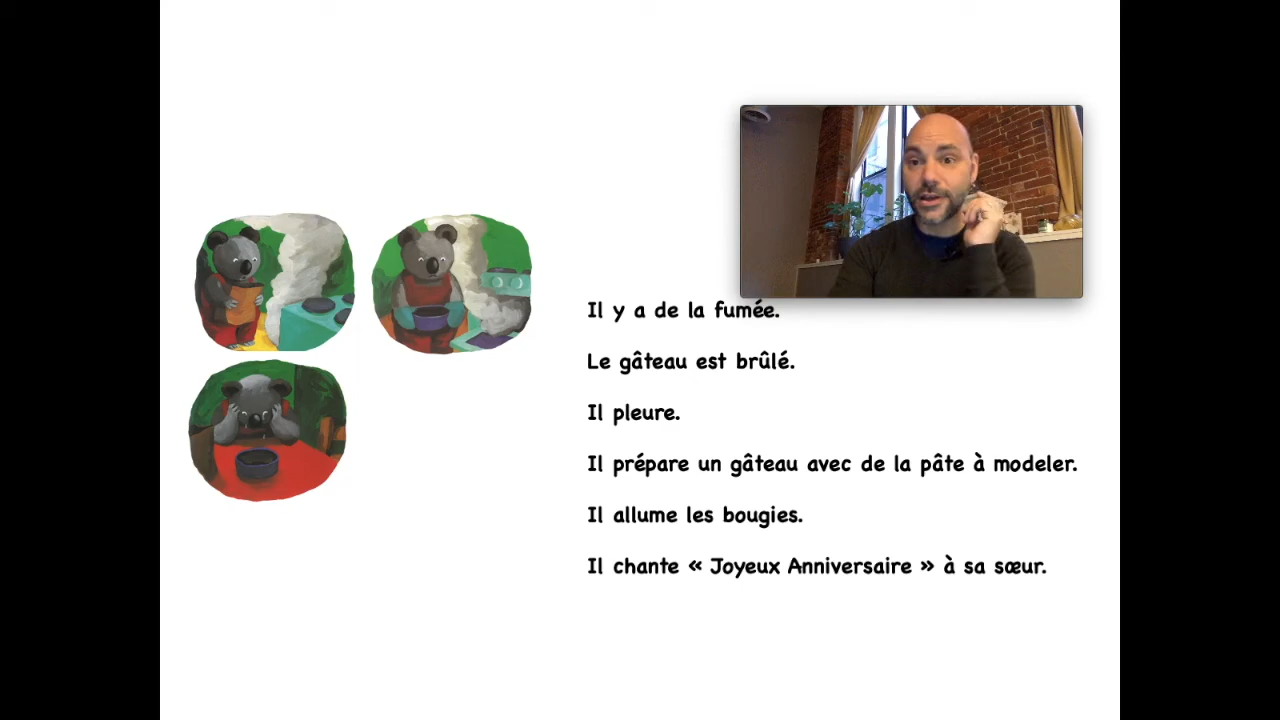 Il y a de la fumée.
Le gâteau est brûlé.
Il pleure.
Il prépare un gâteau avec de la pâte à modeler.
Il allume les bougies.
Il chante « Joyeux Anniversaire » à sa sœur.